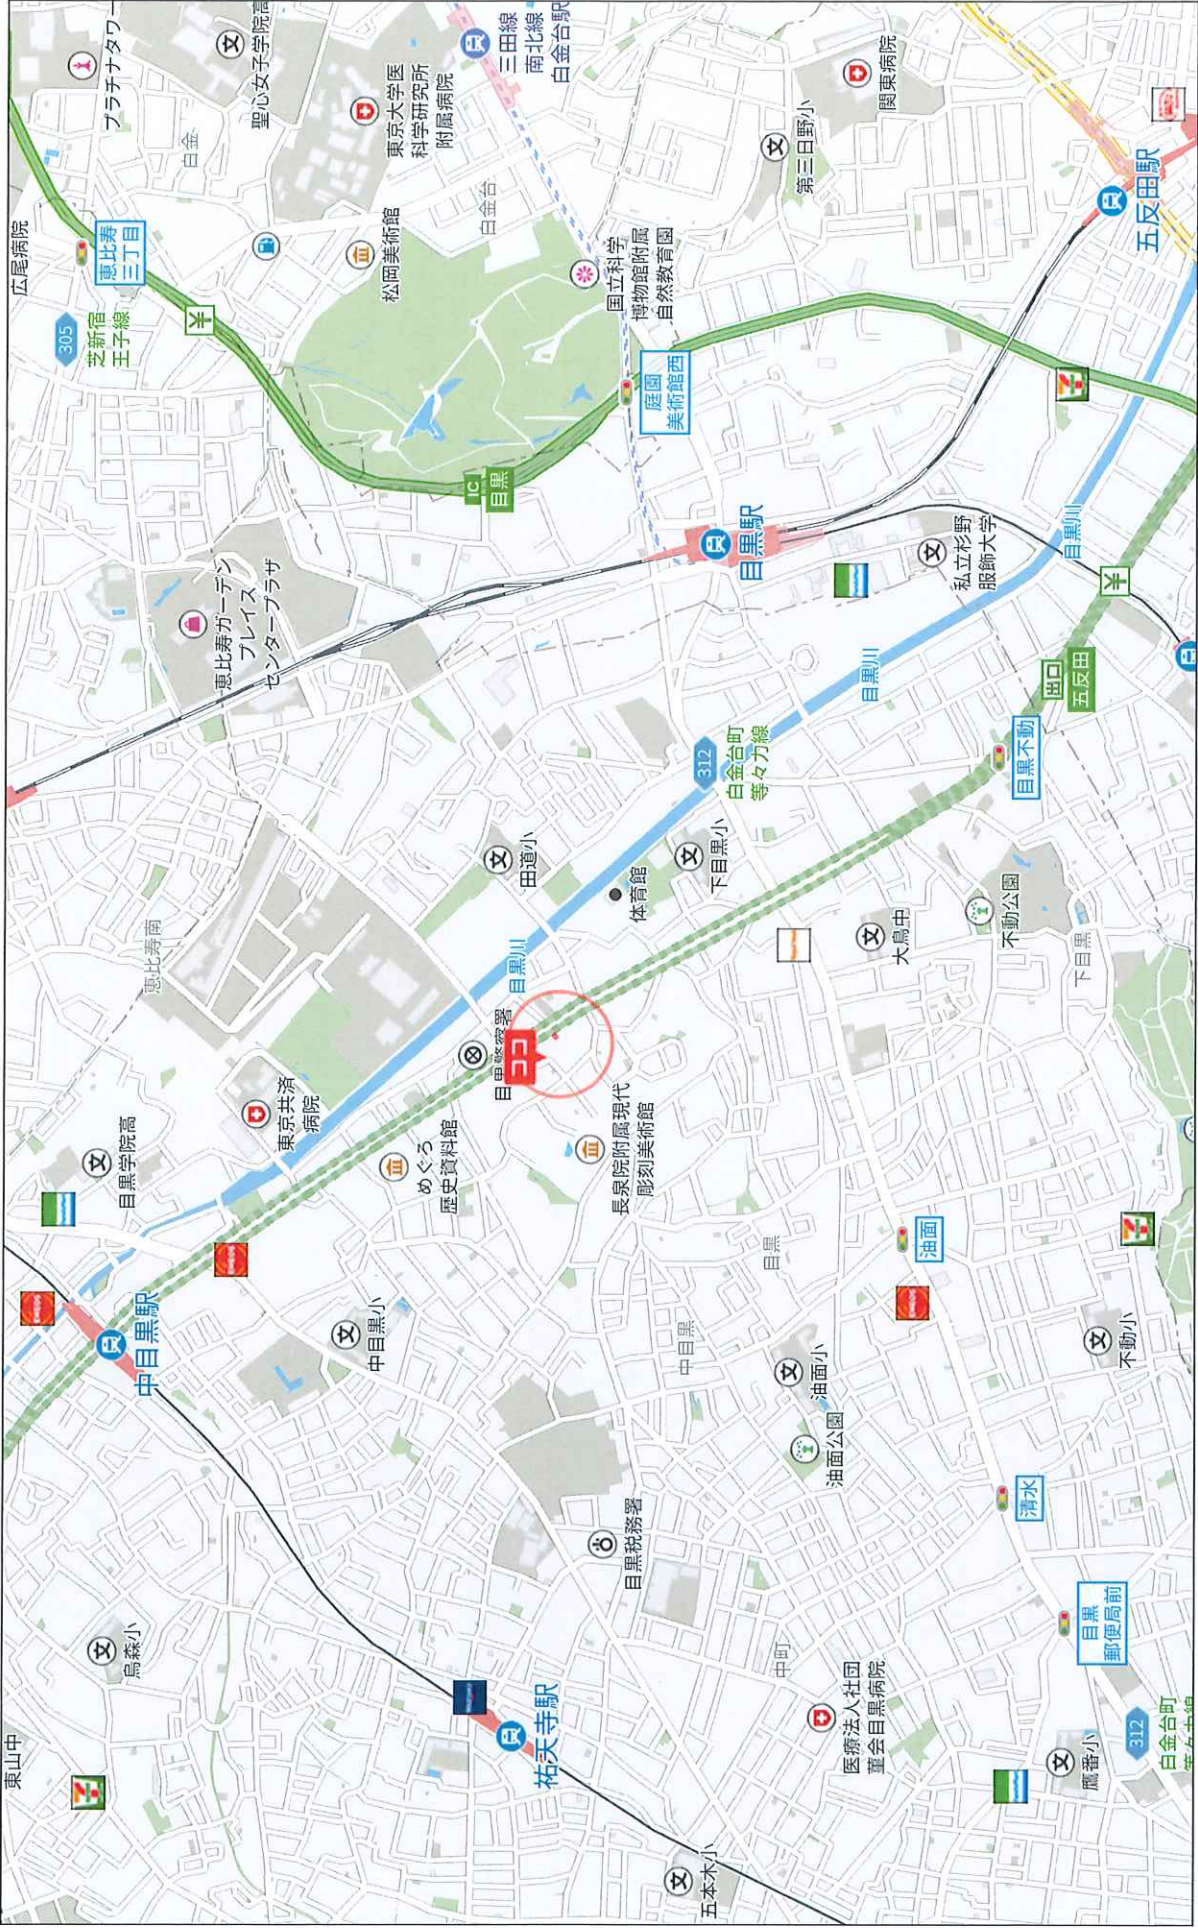 東山中
烏森小
中目黒駅
目黒学院高
恵比寿南
広尾病院
305
芝新宿
王子線
恵比寿
三丁目
プラチナタワー
白金
聖心女子学院高
恵比寿ガーデン
プレイス
センタープラザ
東京共済
病院
中目黒小
松岡美術館
東京大学医
科学研究所
附属病院
めぐろ
歴史資料館
目黒警察署
ココ
目黒川
田道小
IC
目黒
白金台
三田線
南北線
白金台駅
祐天寺駅
目黒税務署
長泉院附属現代
彫刻美術館
体育館
国立科学
博物館附属
自然教育園
庭園
美術館西
五本木小
中目黒
下目黒小
312
白金台町
等々力線
目黒駅
中町
目黒
油面小
油面公園
第三日野小
医療法人社団
菫会目黒病院
大鳥中
目黒川
関東病院
油面
ENEOS
ENEOS
ENEOS
私立杉野
服飾大学
清水
不動公園
目黒不動
目黒川
出口
五反田
下目黒
鷹番小
目黒
郵便局前
不動小
五反田駅
312
白金台町
等々力線